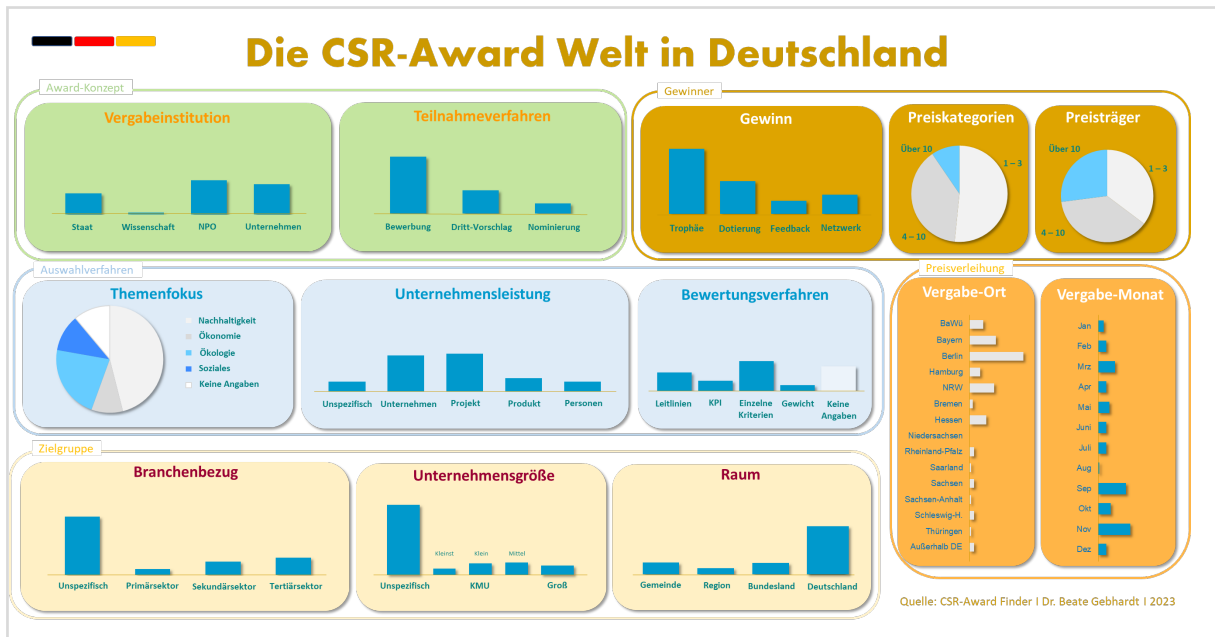 Die CSR-Award Welt in Deutschland
Award-Konzept
Vergabeinstitution
Staat
Wissenschaft
NPO
Unternehmen
Teilnahmeverfahren
Bewerbung
Dritt-Vorschlag
Nominierung
Gewinner
Gewinn
Trophäe
Dotierung
Feedback
Netzwerk
Preiskategorien
Über 10
1 – 3
4 – 10
Preisträger
Über 10
1 – 3
4 – 10
Auswahlverfahren
Themenfokus
Nachhaltigkeit
Ökonomie
Ökologie
Soziales
Keine Angaben
Unternehmensleistung
Unspezifisch
Unternehmen
Projekt
Produkt
Personen
Bewertungsverfahren
Leitlinien
KPI
Einzelne
Kriterien
Gewicht
Keine
Angaben
Preisverleihung
Vergabe-Ort
BaWü
Bayern
Berlin
Hamburg
NRW
Bremen
Hessen
Niedersachsen
Rheinland-Pfalz
Saarland
Sachsen
Sachsen-Anhalt
Schleswig-H.
Thüringen
Außerhalb DE
Vergabe-Monat
Jan
Feb
Mrz
Apr
Mai
Juni
Juli
Aug
Sep
Okt
Nov
Dez
Zielgruppe
Branchenbezug
Unspezifisch
Primärsektor
Sekundärsektor
Tertiärsektor
Unternehmensgröße
Kleinst
Klein
Mittel
Unspezifisch
KMU
Groß
Raum
Gemeinde
Region
Bundesland
Deutschland
Quelle: CSR-Award Finder I Dr. Beate Gebhardt I 2023